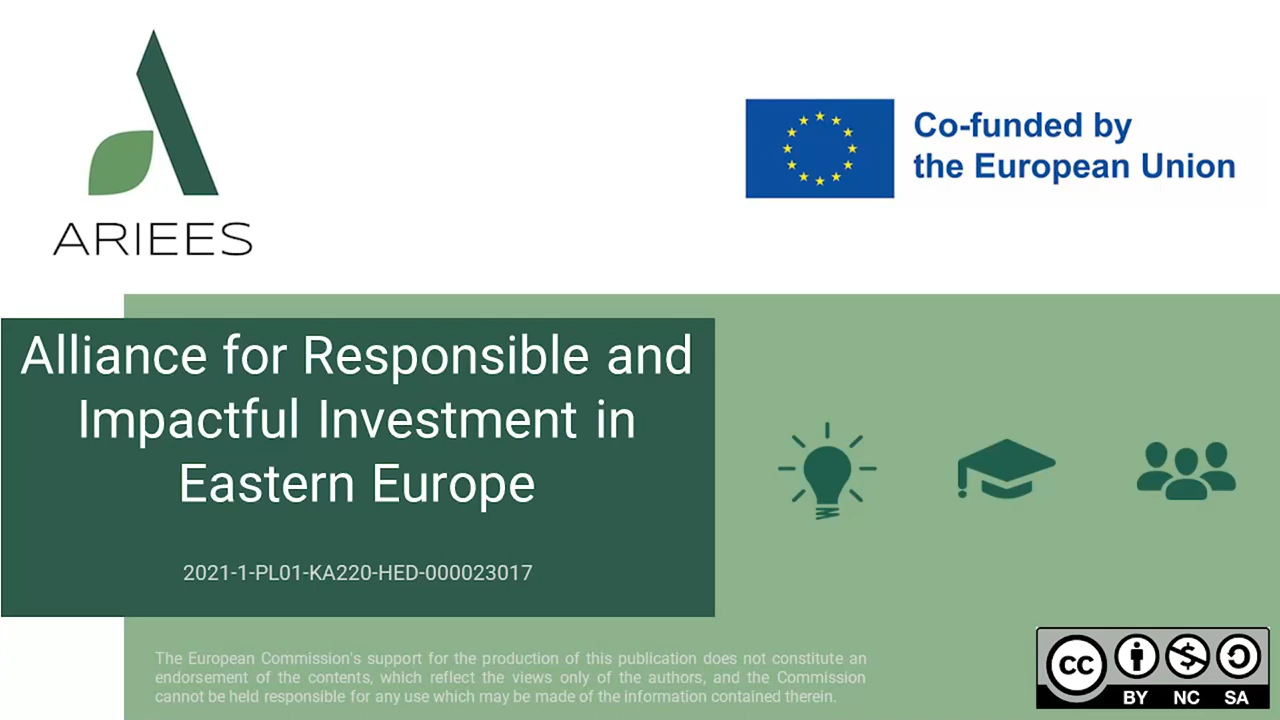 ARIEES
Co-funded by
the European Union
Alliance for Responsible and
Impactful Investment in
Eastern Europe
2021-1-PL01-KA220-HED-000023017
The European Commission's support for the production of this publication does not constitute an
endorsement of the contents, which reflect the views only of the authors, and the Commission
cannot be held responsible for any use which may be made of the information contained therein.
cc
BY NC SA